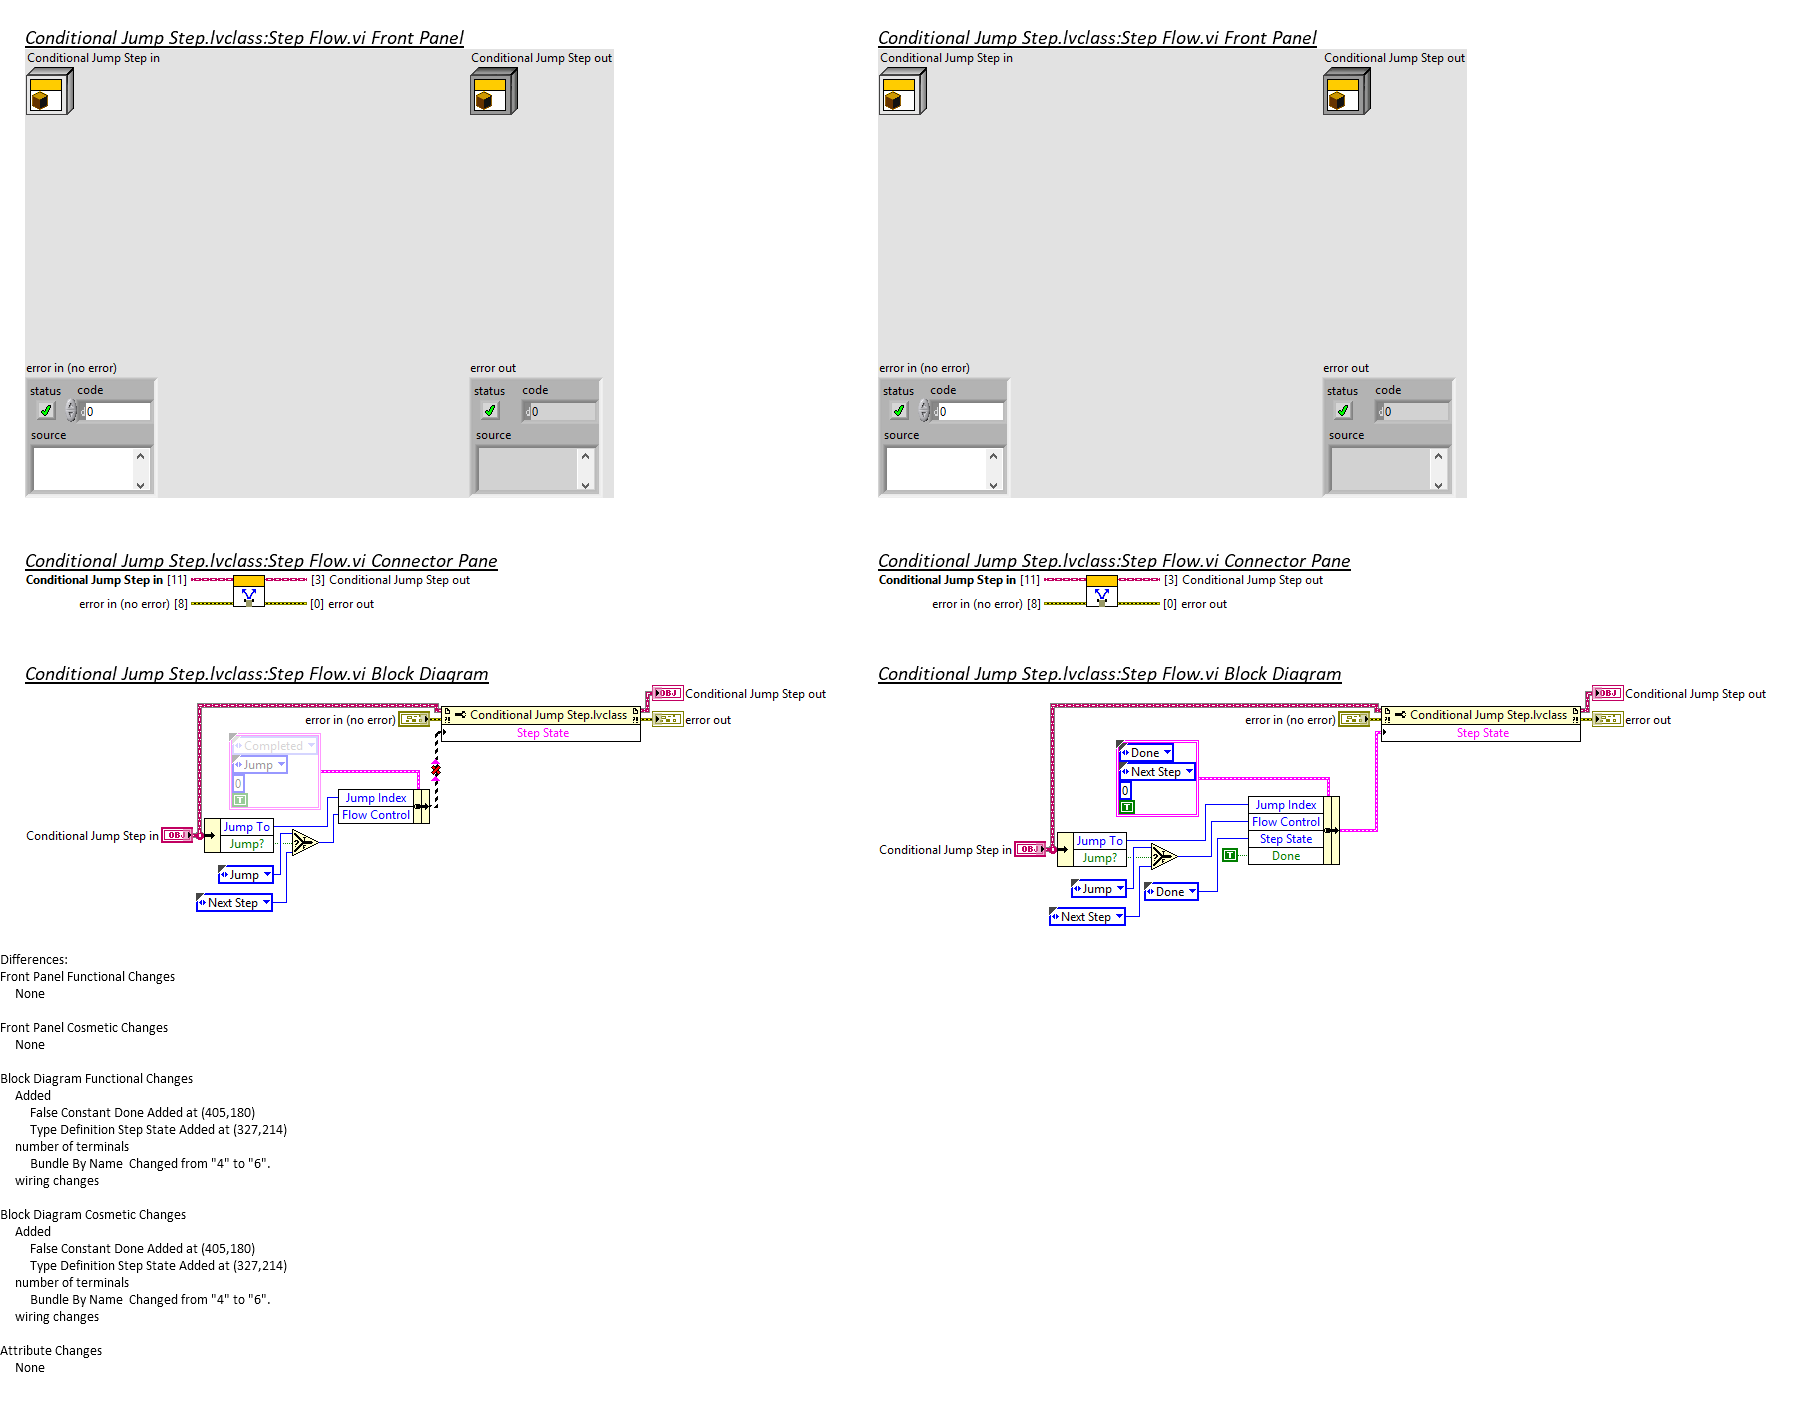 Conditional Jump Step.lvclass:Step Flow.vi Front Panel
Conditional Jump Step in
Conditional Jump Step out
error in (no error)
status
code
d0
source
error out
status
code
d0
source
Conditional Jump Step.lvclass:Step Flow.vi Connector Pane
Conditional Jump Step in [11]
[3] Conditional Jump Step out
error in (no error) [8]
[0] error out
Conditional Jump Step.lvclass:Step Flow.vi Block Diagram
OBJ
Conditional Jump Step out
error in (no error)
Conditional Jump Step.lvclass
error out
Step State
Completed
Jump
0
T
Jump Index
Flow Control
Conditional Jump Step in
OBJ
Jump To
Jump?
Jump
Next Step
Conditional Jump Step.lvclass:Step Flow.vi Front Panel
Conditional Jump Step in
Conditional Jump Step out
error in (no error)
status
code
d0
source
error out
status
code
d0
source
Conditional Jump Step.lvclass:Step Flow.vi Connector Pane
Conditional Jump Step in [11]
[3] Conditional Jump Step out
error in (no error) [8]
[0] error out
Conditional Jump Step.lvclass:Step Flow.vi Block Diagram
OBJ
Conditional Jump Step out
error in (no error)
Conditional Jump Step.lvclass
error out
Step State
Done
Next Step
0
T
Jump Index
Flow Control
Step State
Done
Conditional Jump Step in
OBJ
Jump To
Jump?
T
Jump
Done
Next Step
Differences:
Front Panel Functional Changes
None
Front Panel Cosmetic Changes
None
Block Diagram Functional Changes
Added
False Constant Done Added at (405,180)
Type Definition Step State Added at (327,214)
number of terminals
Bundle By Name  Changed from "4" to "6".
wiring changes
Block Diagram Cosmetic Changes
Added
False Constant Done Added at (405,180)
Type Definition Step State Added at (327,214)
number of terminals
Bundle By Name  Changed from "4" to "6".
wiring changes
Attribute Changes
None